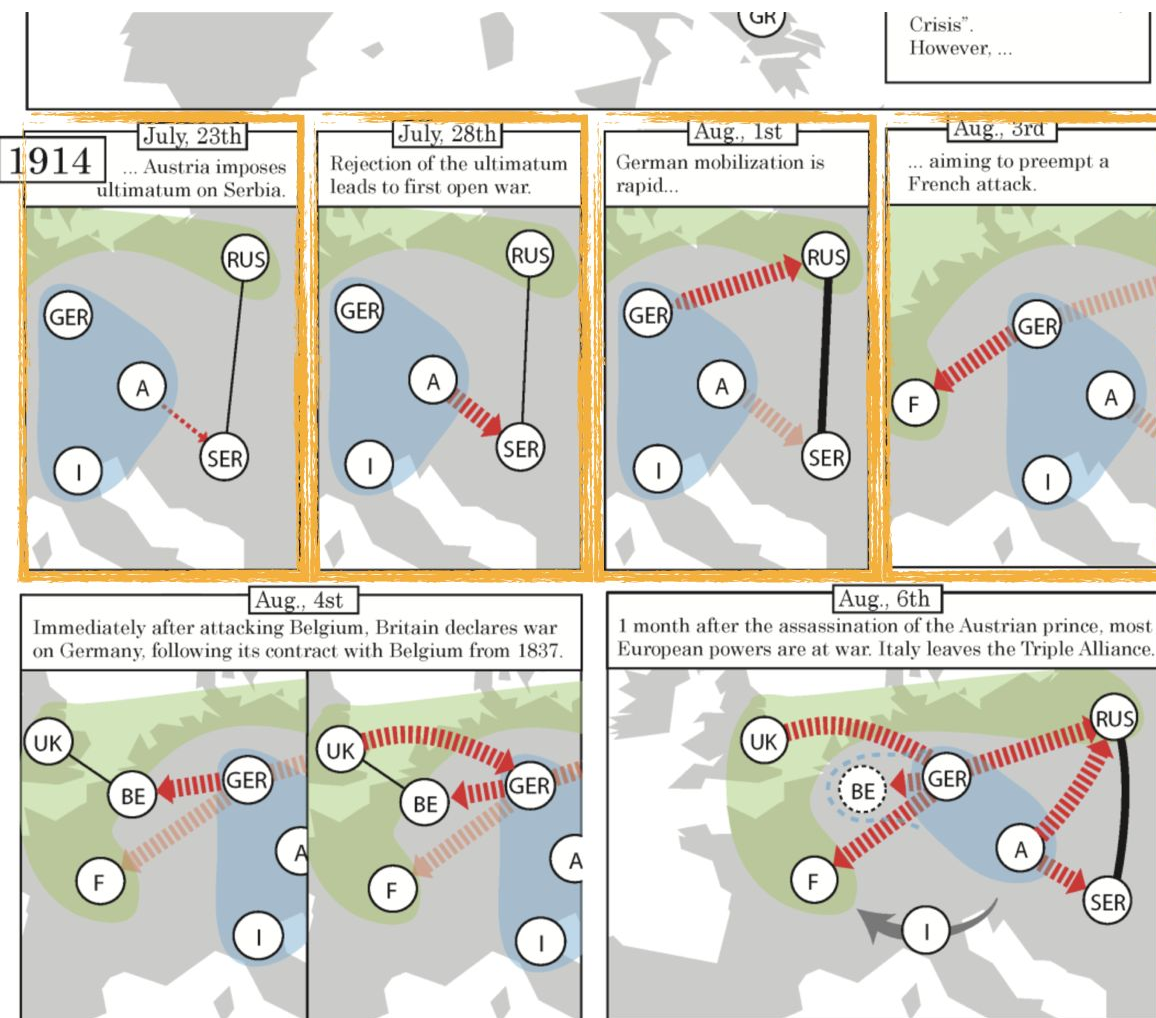 GR
Crisis”.
However, ...
1914
July, 23th
... Austria imposes
ultimatum on Serbia.
RUS
GER
A
SER
I
July, 28th
Rejection of the ultimatum
leads to first open war.
RUS
GER
A
SER
I
Aug., 1st
German mobilization is
rapid...
RUS
GER
A
SER
I
Aug., 3rd
... aiming to preempt a
French attack.
GER
F
A
I
Aug., 4st
Immediately after attacking Belgium, Britain declares war
on Germany, following its contract with Belgium from 1837.
UK
BE
GER
A
F
I
UK
BE
GER
A
F
I
Aug., 6th
1 month after the assassination of the Austrian prince, most
European powers are at war. Italy leaves the Triple Alliance.
RUS
UK
GER
BE
A
F
SER
I